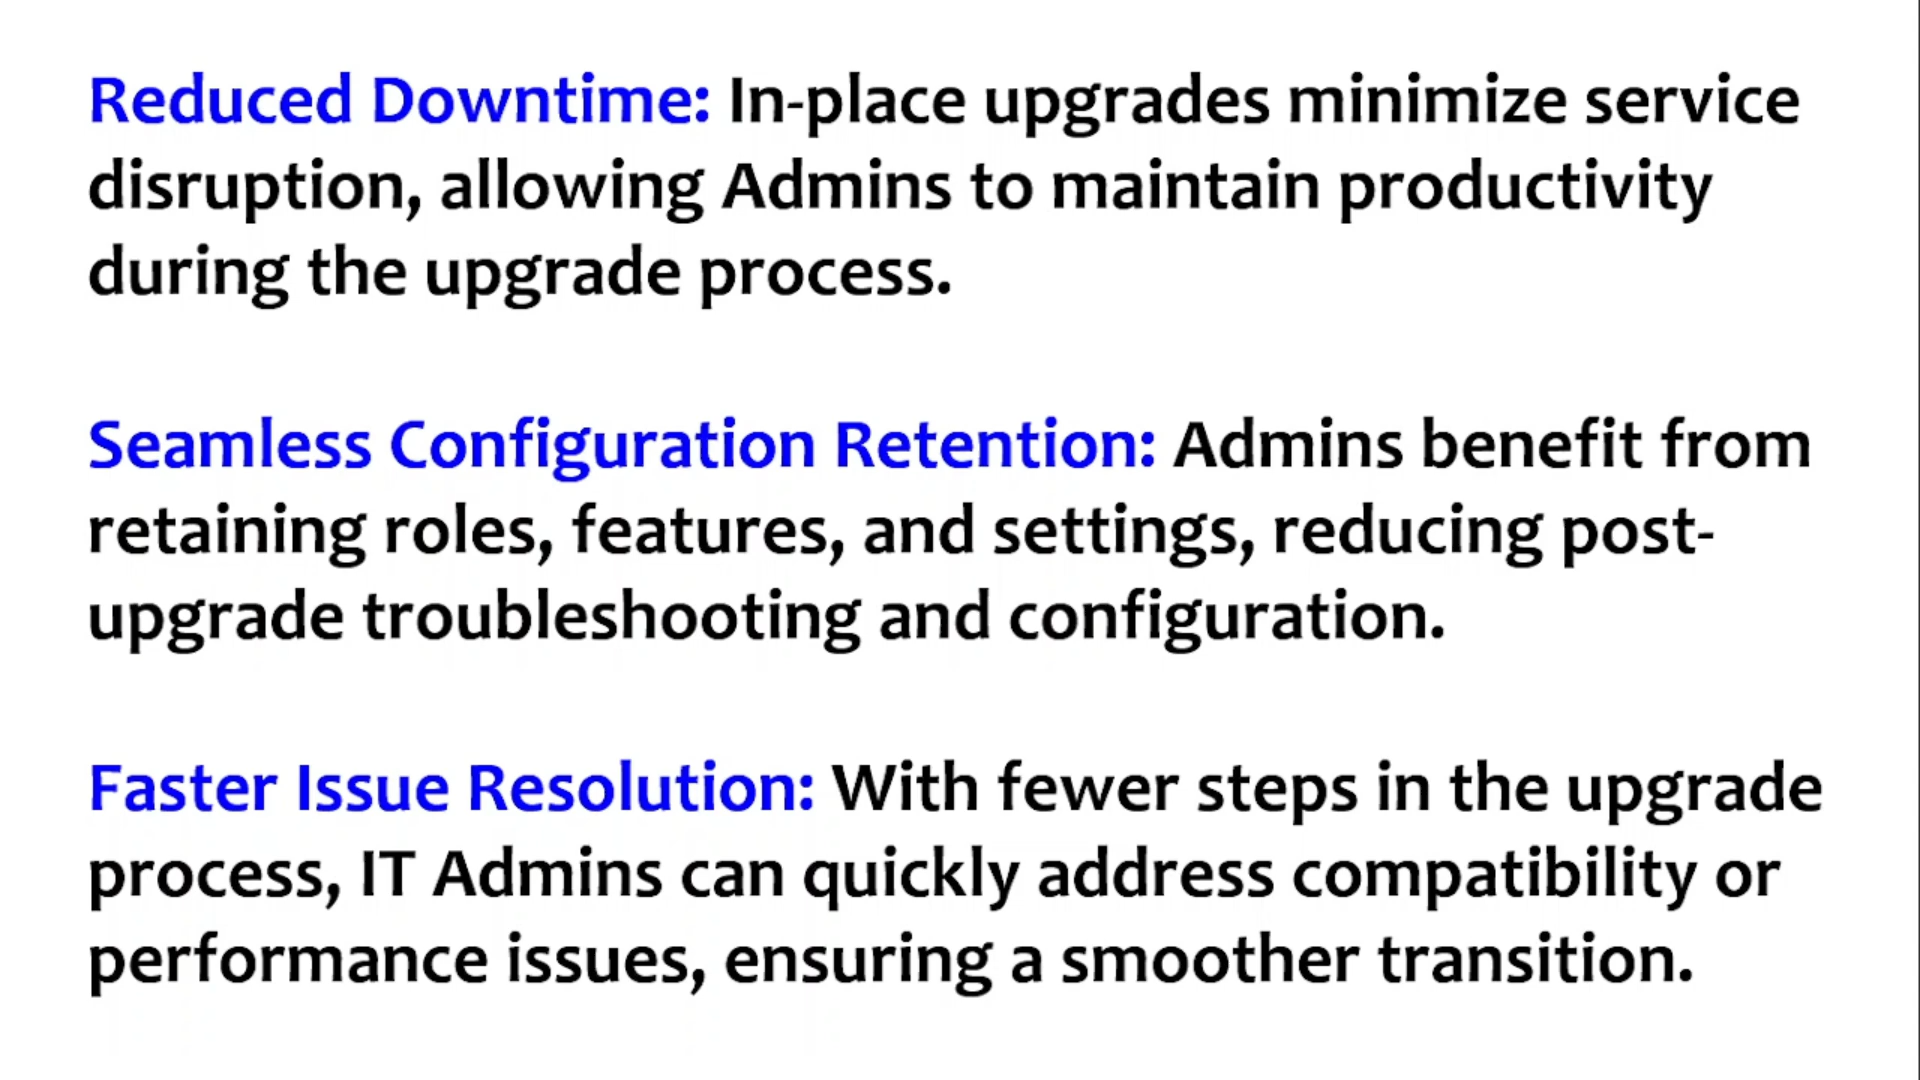 Reduced Downtime: In-place upgrades minimize service
disruption, allowing Admins to maintain productivity
during the upgrade process.
Seamless Configuration Retention: Admins benefit from
retaining roles, features, and settings, reducing post-
upgrade troubleshooting and configuration.
Faster Issue Resolution: With fewer steps in the upgrade
process, IT Admins can quickly address compatibility or
performance issues, ensuring a smoother transition.